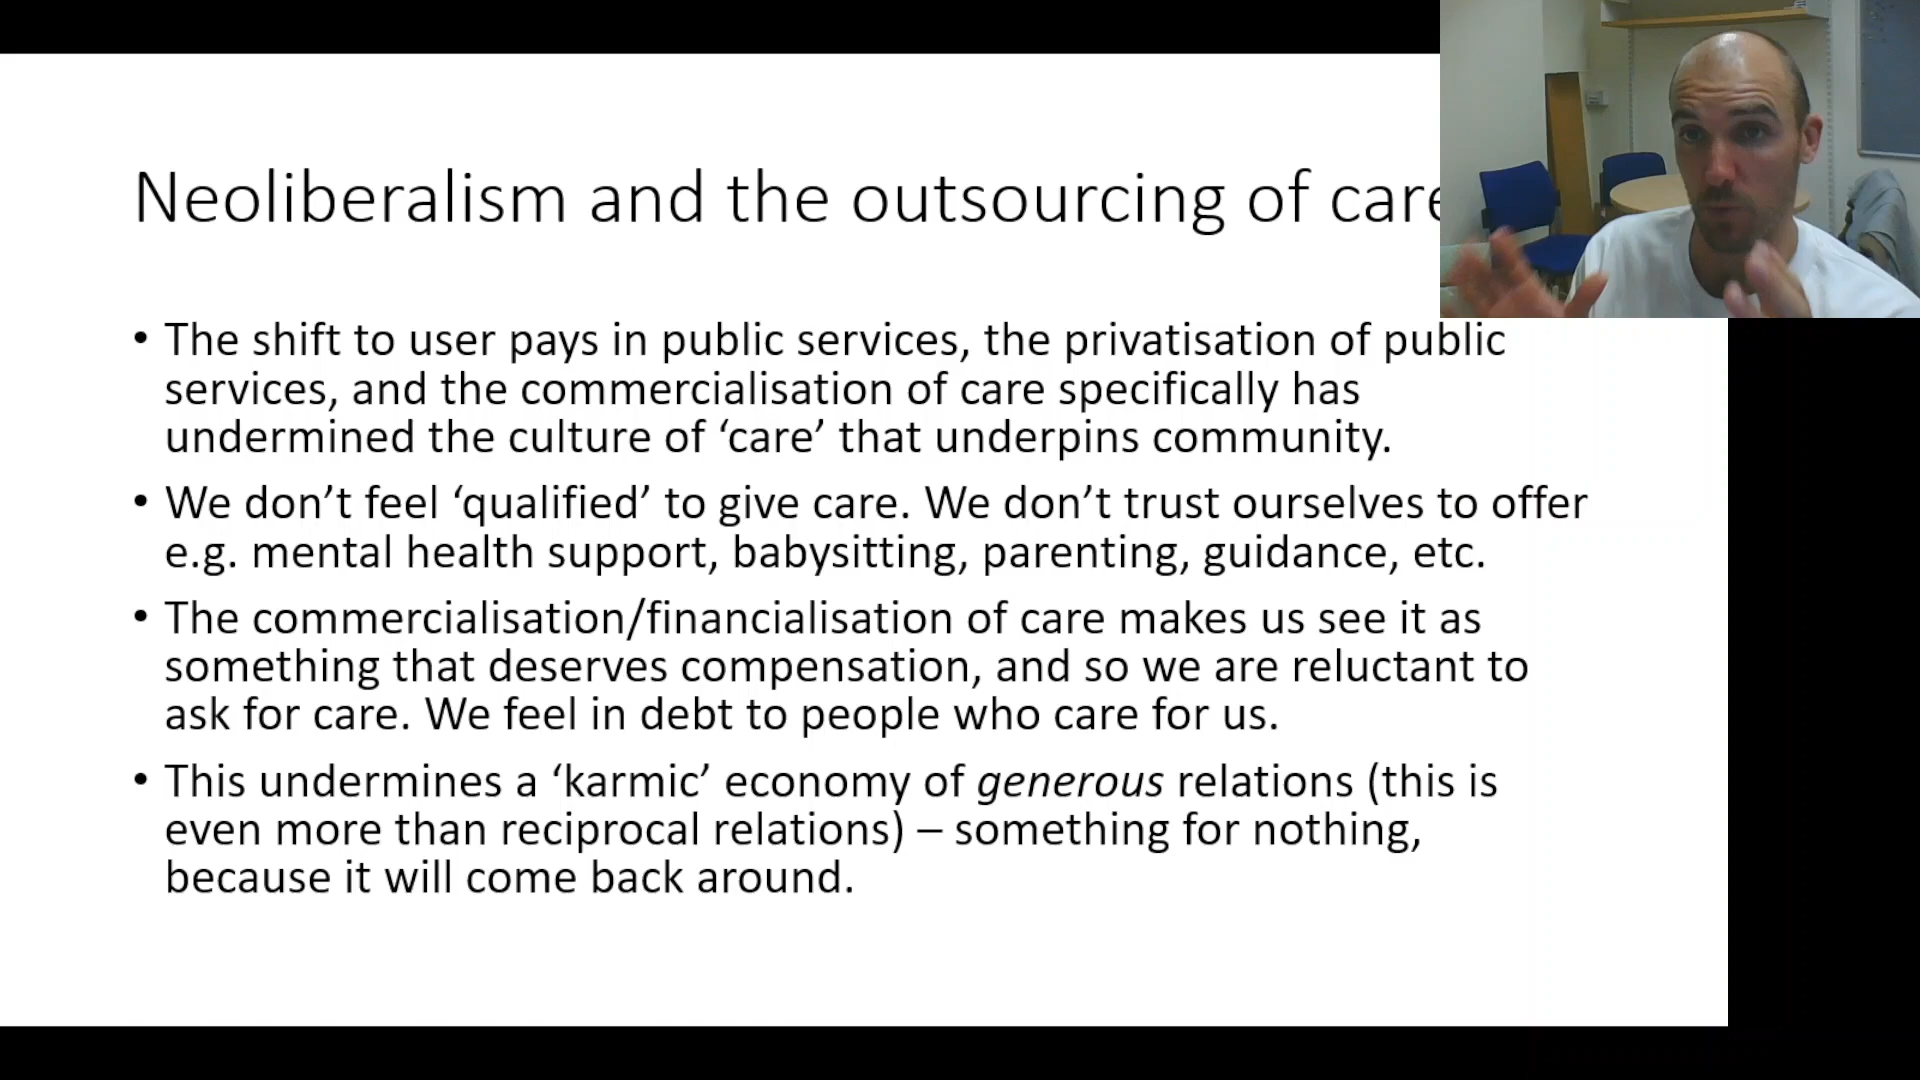 Neoliberalism and the outsourcing of care
• The shift to user pays in public services, the privatisation of public
services, and the commercialisation of care specifically has
undermined the culture of ‘care’ that underpins community.
• We don’t feel ‘qualified’ to give care. We don’t trust ourselves to offer
e.g. mental health support, babysitting, parenting, guidance, etc.
• The commercialisation/financialisation of care makes us see it as
something that deserves compensation, and so we are reluctant to
ask for care. We feel in debt to people who care for us.
• This undermines a ‘karmic’ economy of generous relations (this is
even more than reciprocal relations) – something for nothing,
because it will come back around.